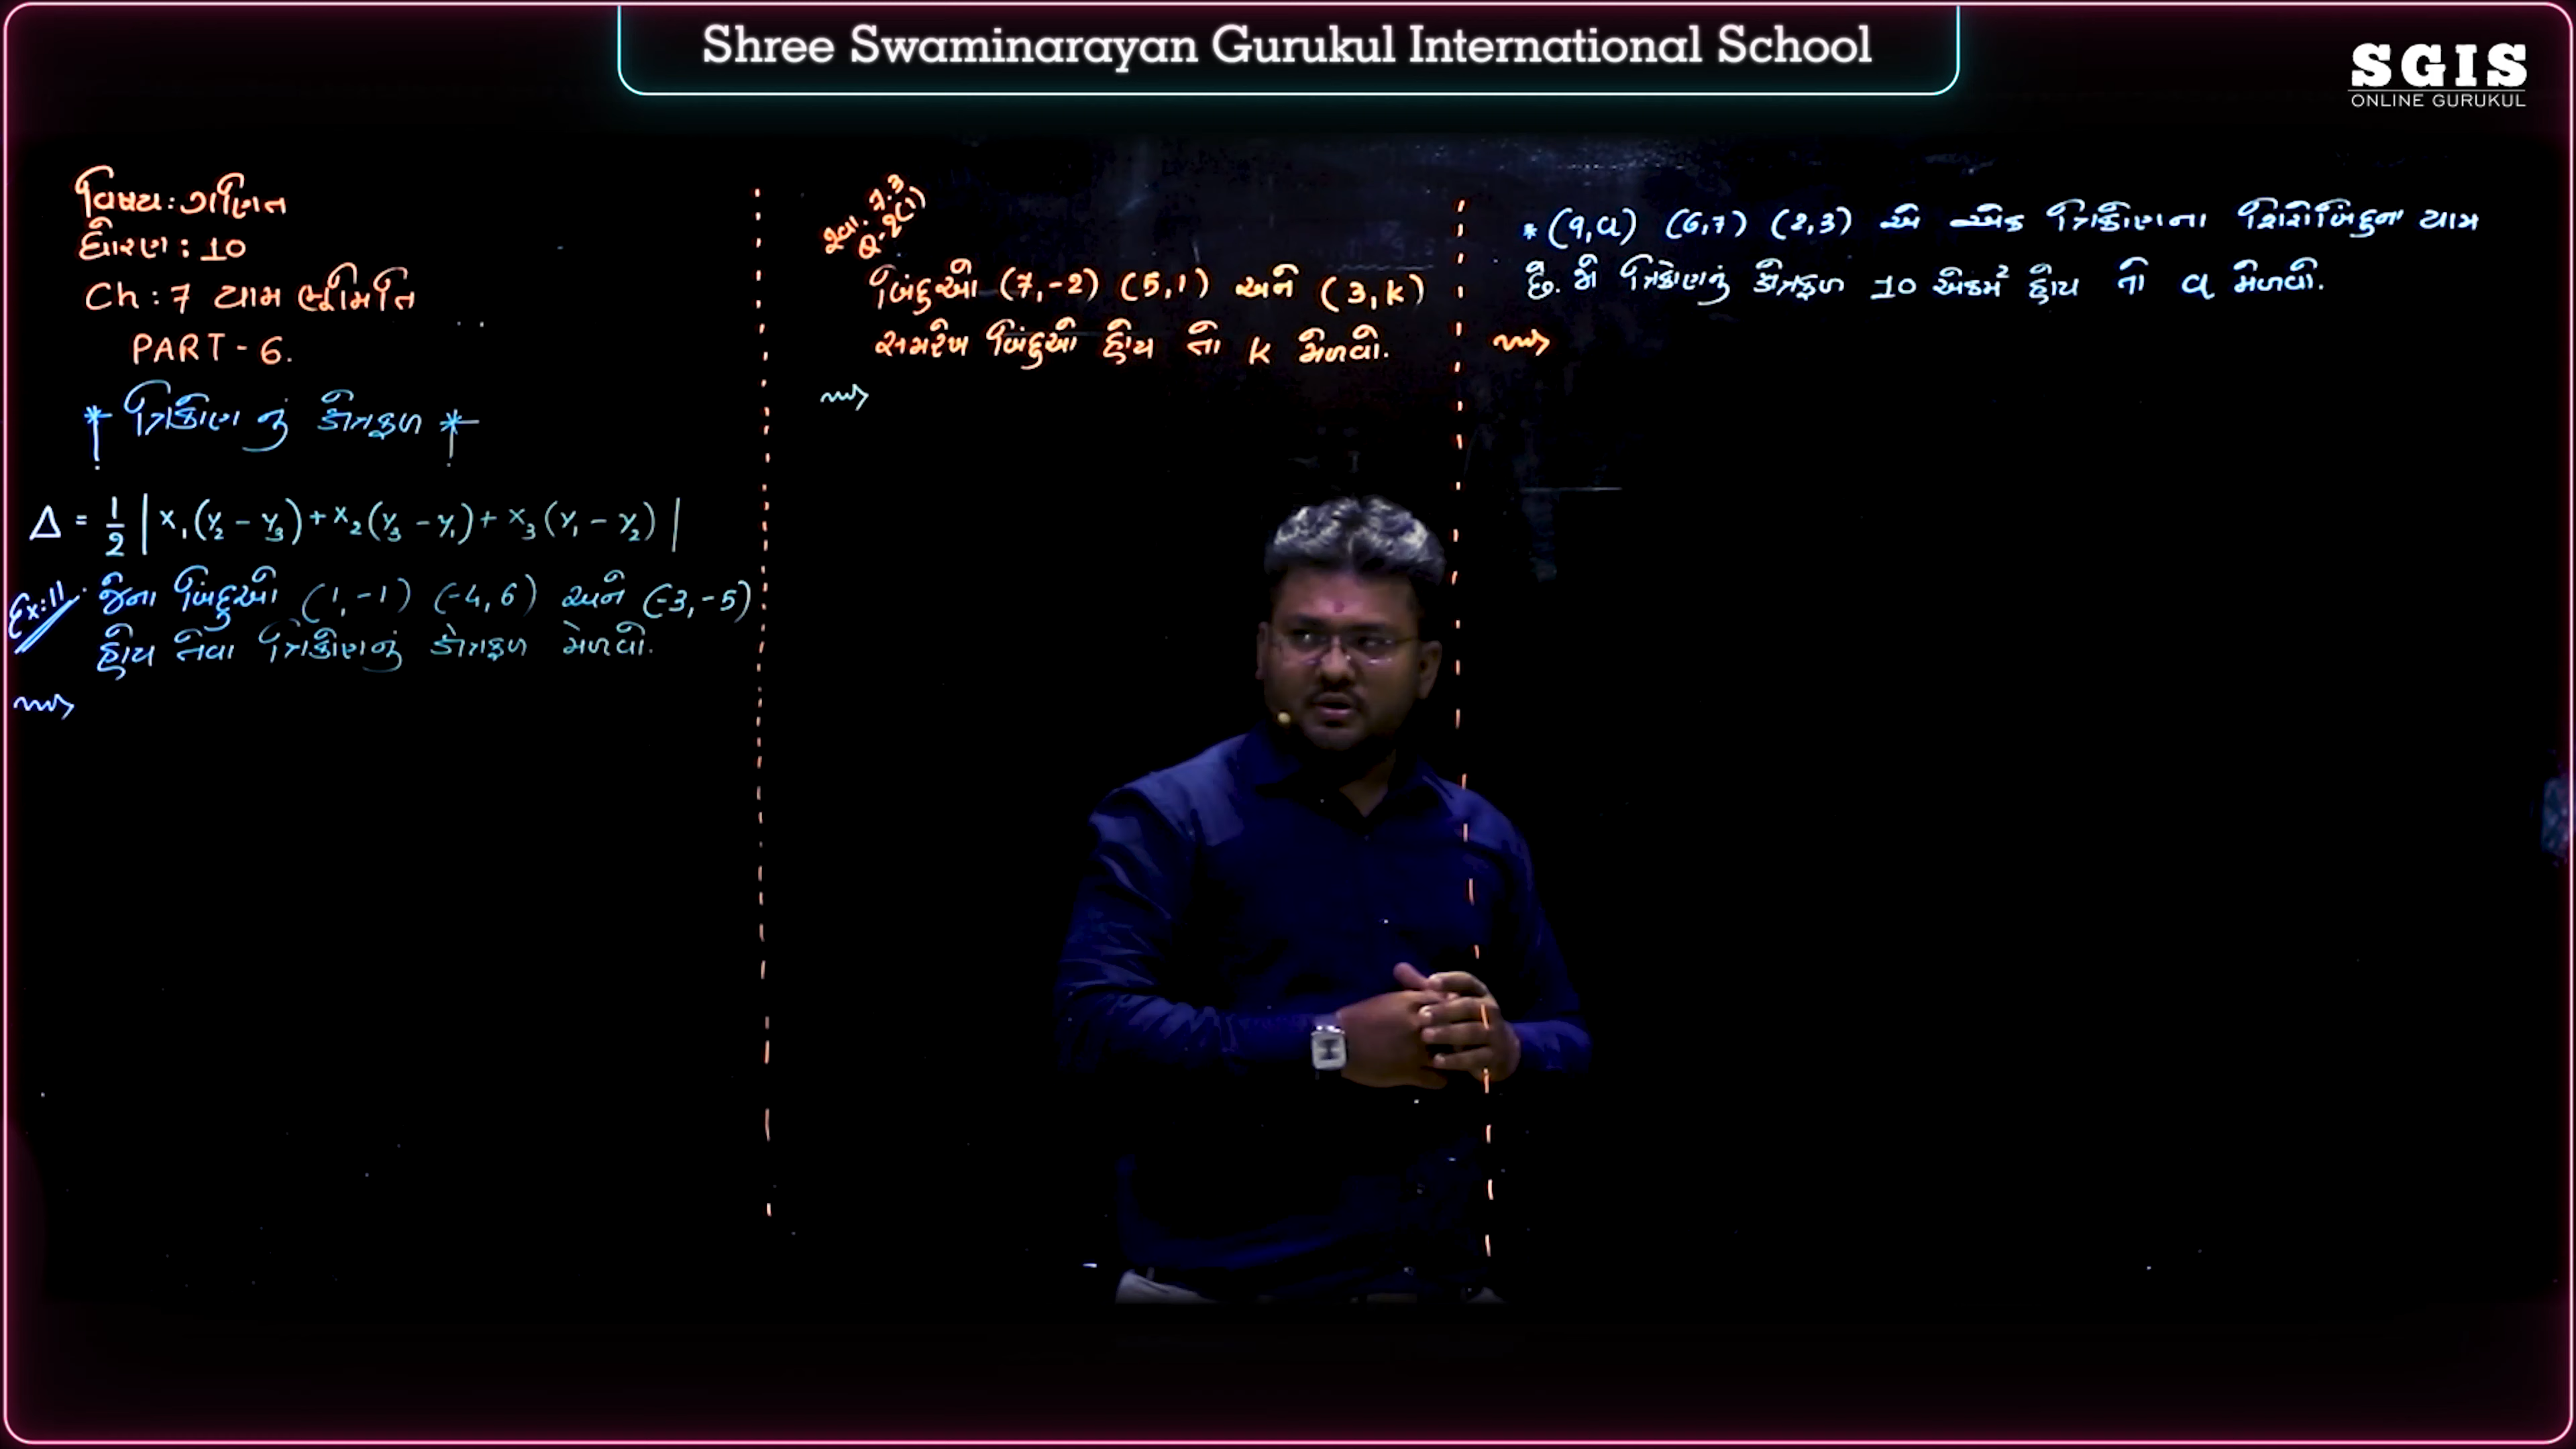 Shree Swaminarayan Gurukul International School
SGIS
ONLINE GURUKUL
વિષય : ગણિત
ધોરણ : 10
Ch : 7 યામ ભૂમિતિ
PART - 6.
* ત્રિકોણ નું ક્ષેત્રફળ *
Δ = 1/2 | x₁(y₂ - y₃) + x₂(y₃ - y₁) + x₃(y₁ - y₂) |
Ex:11 જેના બિંદુઓ (1,-1) (-4,6) અને (-3,-5)
હોય તેવા ત્રિકોણનું ક્ષેત્રફળ મેળવો.
સ્વા. 7.3
Q-2(1)
બિંદુઓ (7,-2) (5,1) અને (3,k)
સમરેખ બિંદુઓ હોય તો k મેળવો.
* (9,a) (6,7) (2,3) એ એક ત્રિકોણના શિરોબિંદુના યામ
છે. જો ત્રિકોણનું ક્ષેત્રફળ 10 એકમ² હોય તો a મેળવો.